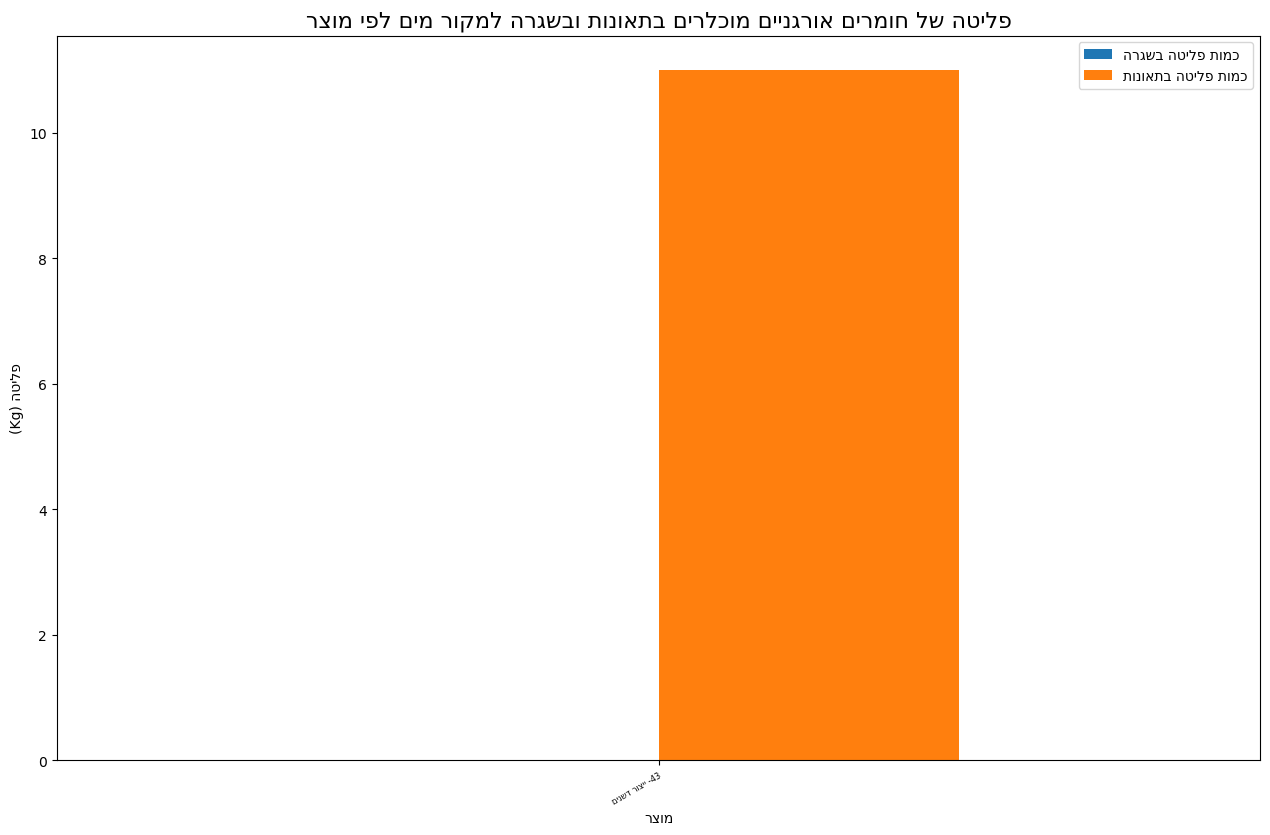 פליטה של חומרים אורגניים מוכלרים בתאונות ובשגרה למקור מים לפי מוצר
כמות פליטה בשגרה
כמות פליטה בתאונות
פליטה (Kg)
10
8
6
4
2
0
43- ייצור דשנים
מוצר